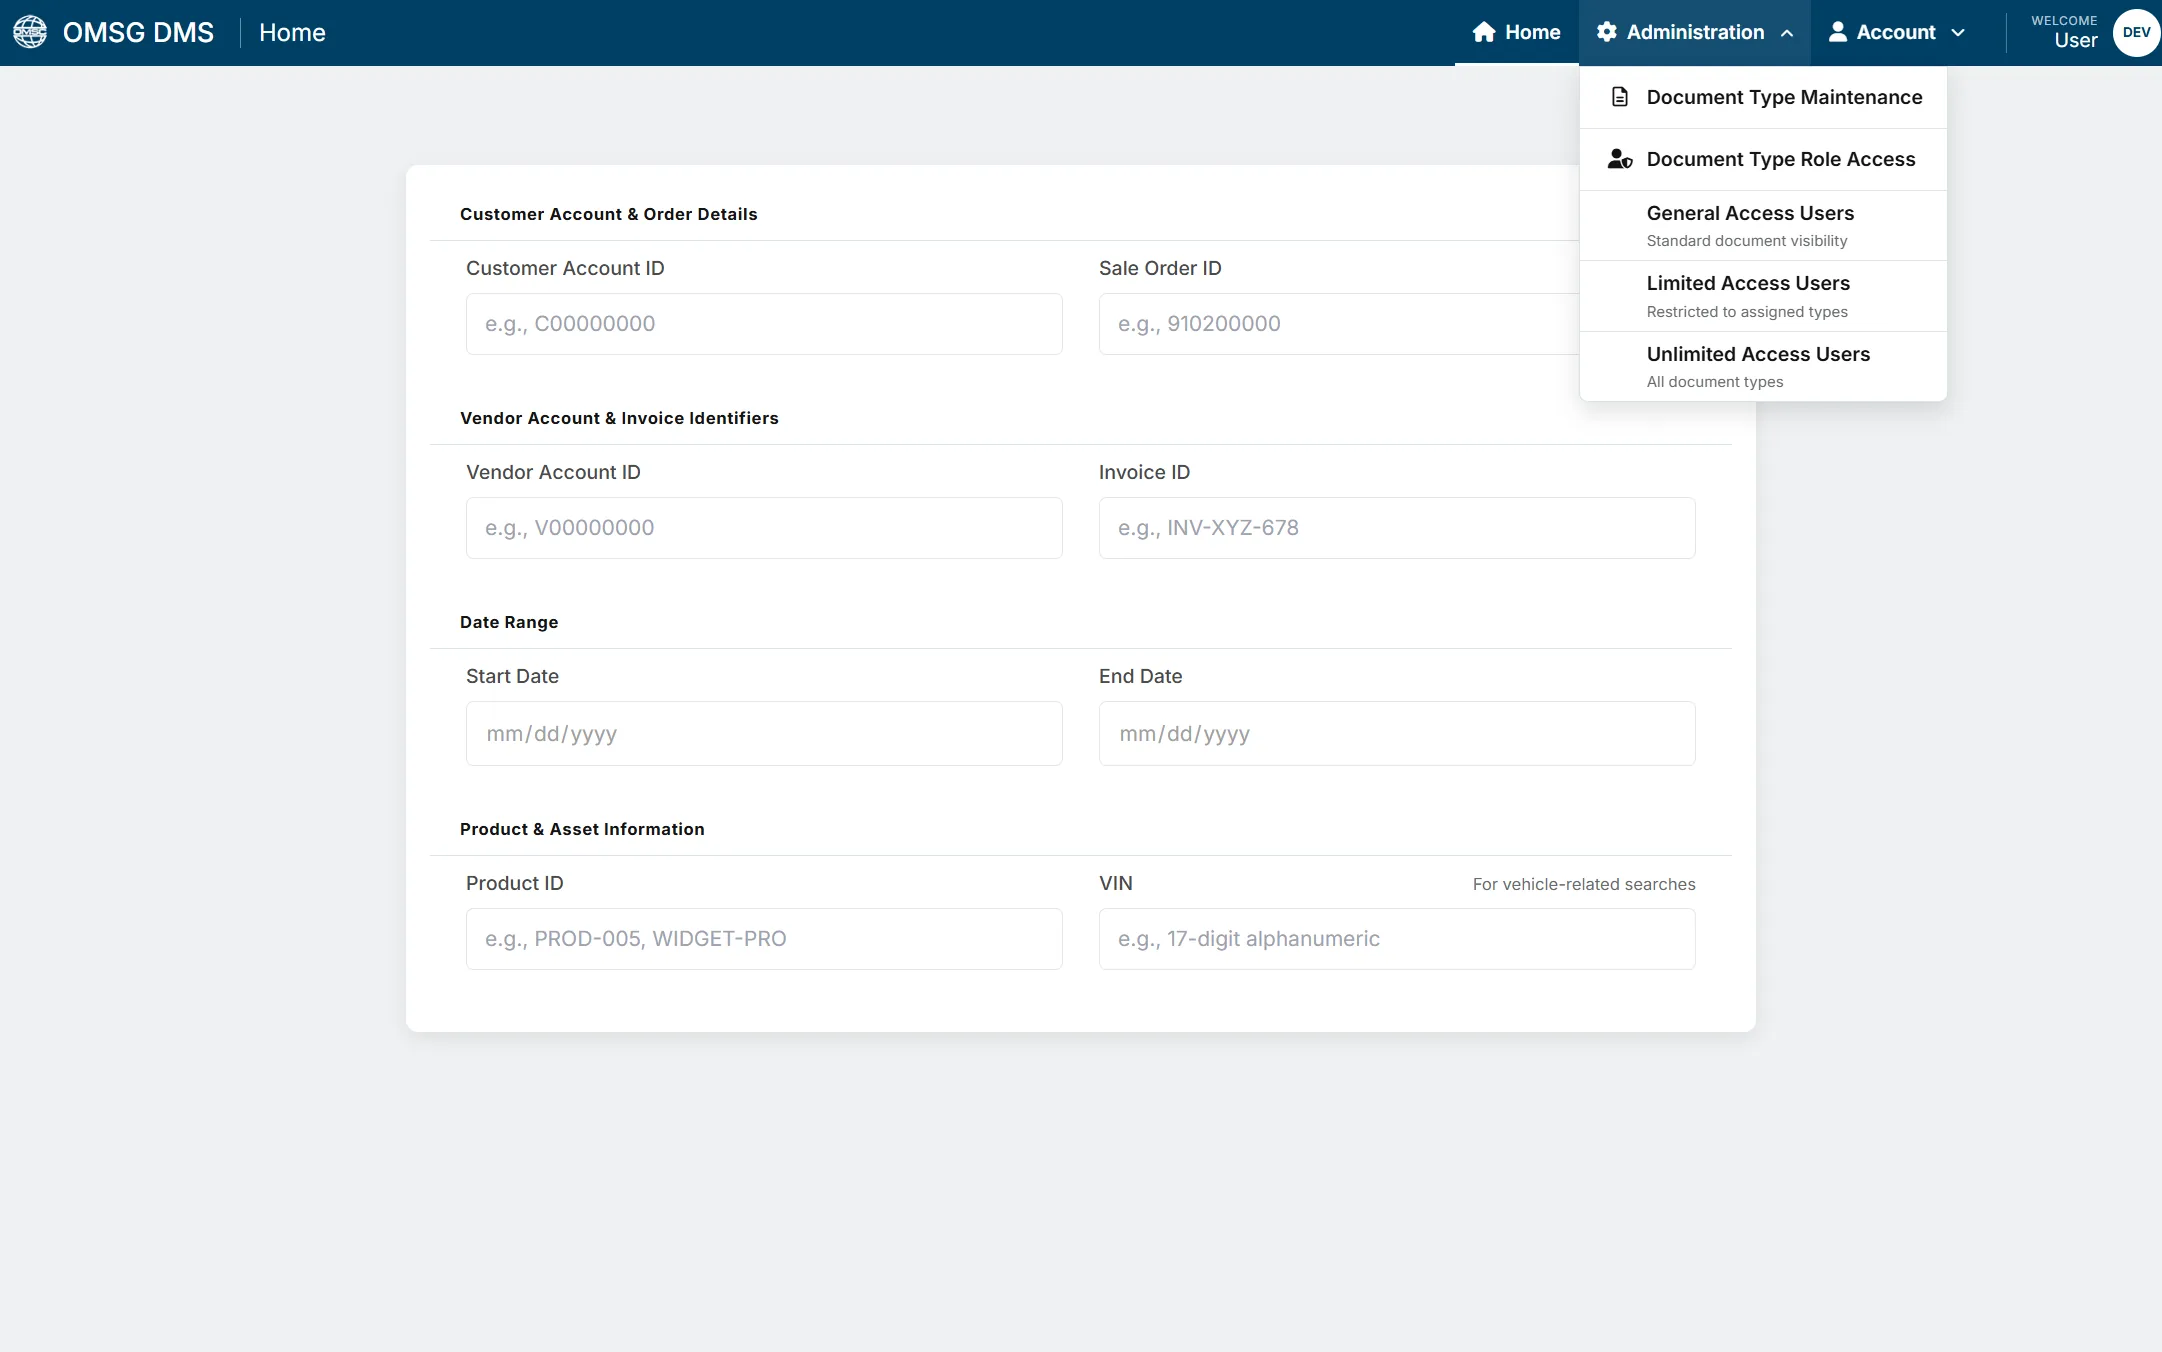 OMSG
OMSG DMS
Home
Home
Administration
Account
WELCOME
User
DEV
Document Type Maintenance
Document Type Role Access
General Access Users
Standard document visibility
Limited Access Users
Restricted to assigned types
Unlimited Access Users
All document types
Customer Account & Order Details
Customer Account ID
Sale Order ID
e.g., C00000000
e.g., 910200000
Vendor Account & Invoice Identifiers
Vendor Account ID
Invoice ID
e.g., V00000000
e.g., INV-XYZ-678
Date Range
Start Date
End Date
mm/dd/yyyy
mm/dd/yyyy
Product & Asset Information
Product ID
VIN
For vehicle-related searches
e.g., PROD-005, WIDGET-PRO
e.g., 17-digit alphanumeric